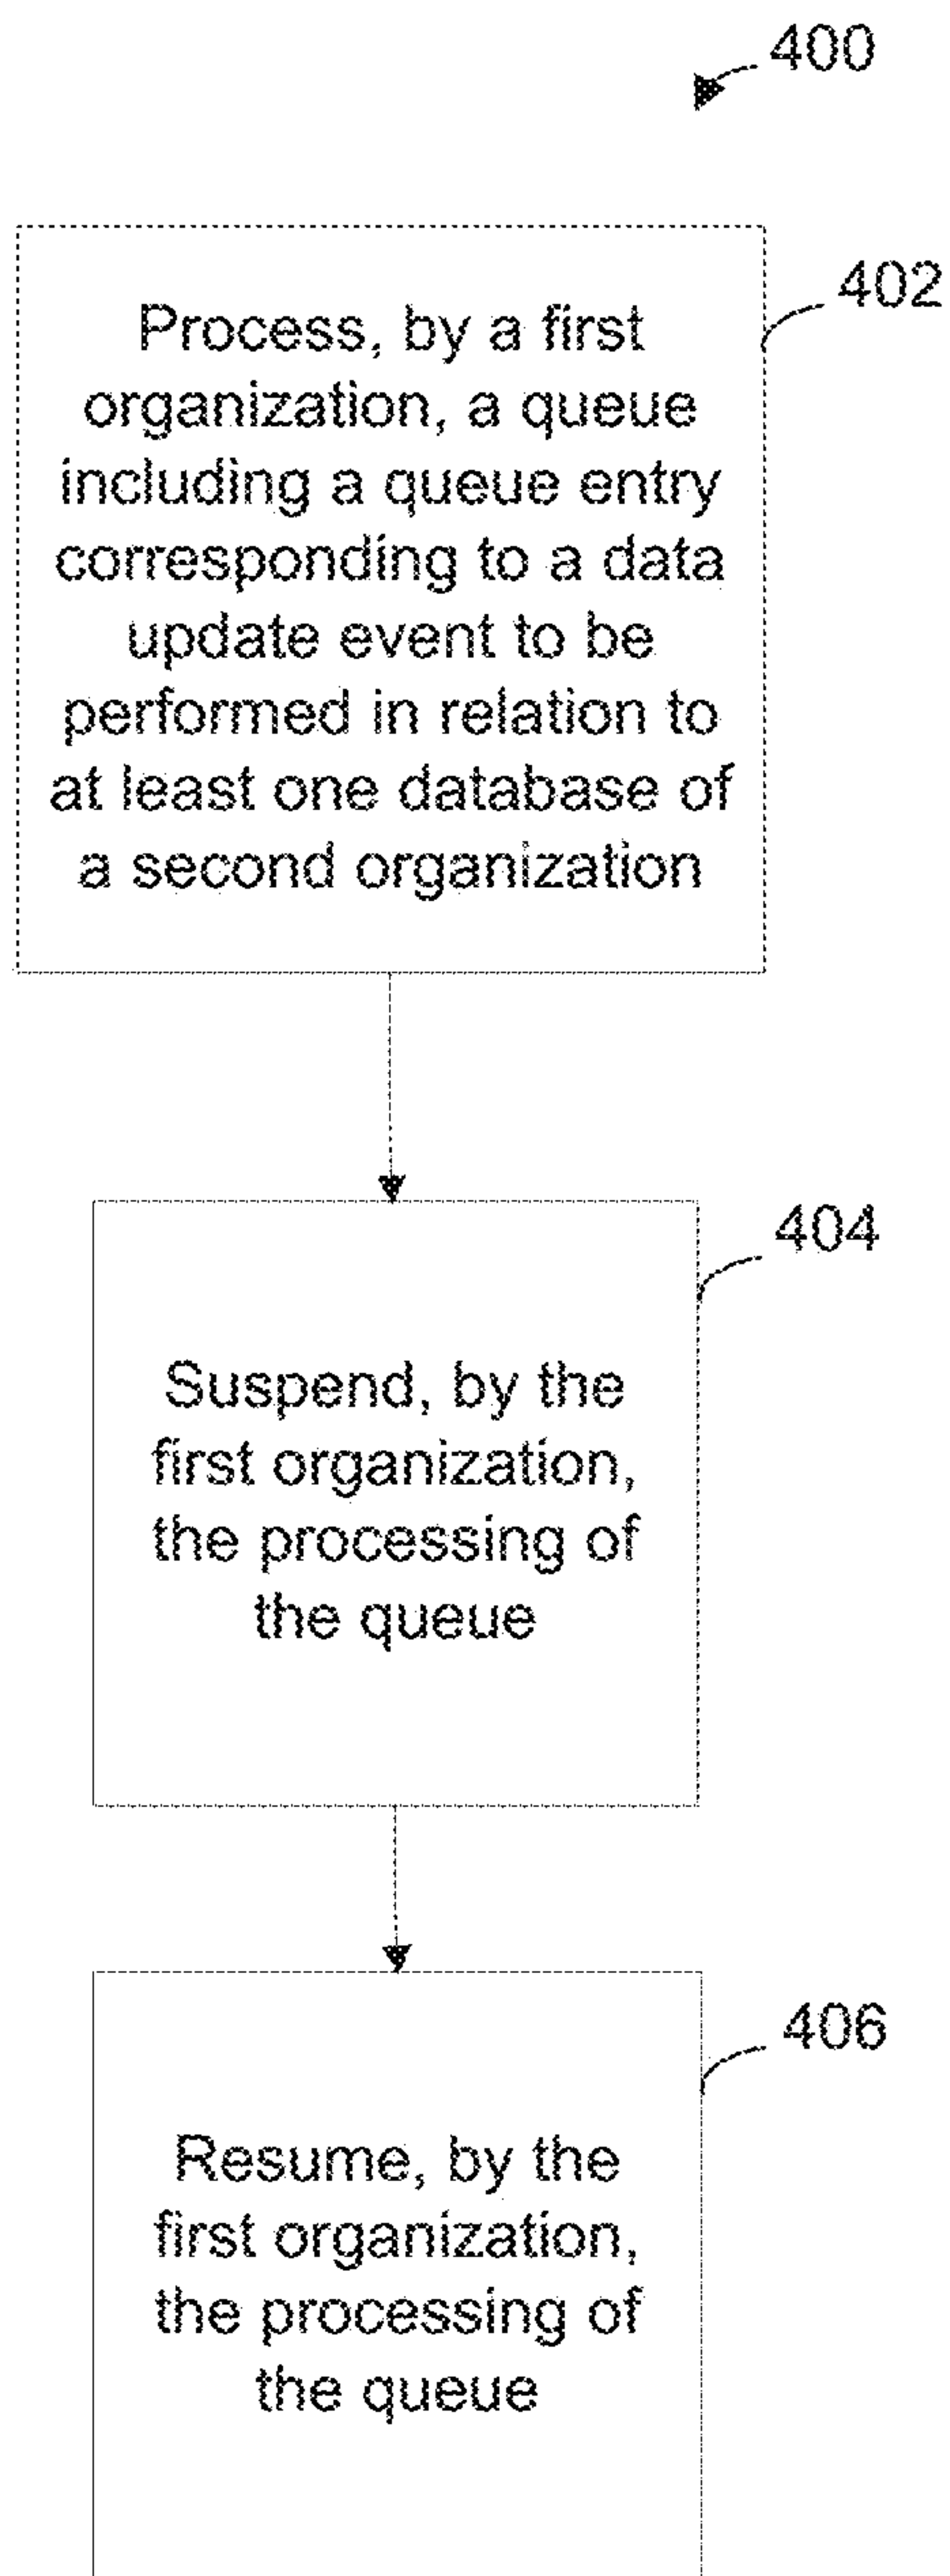 400
402
Process, by a first
organization, a queue
including a queue entry
corresponding to a data
update event to be
performed in relation to
at least one database of
a second organization
404
Suspend, by the
first organization,
the processing of
the queue
406
Resume, by the
first organization,
the processing of
the queue